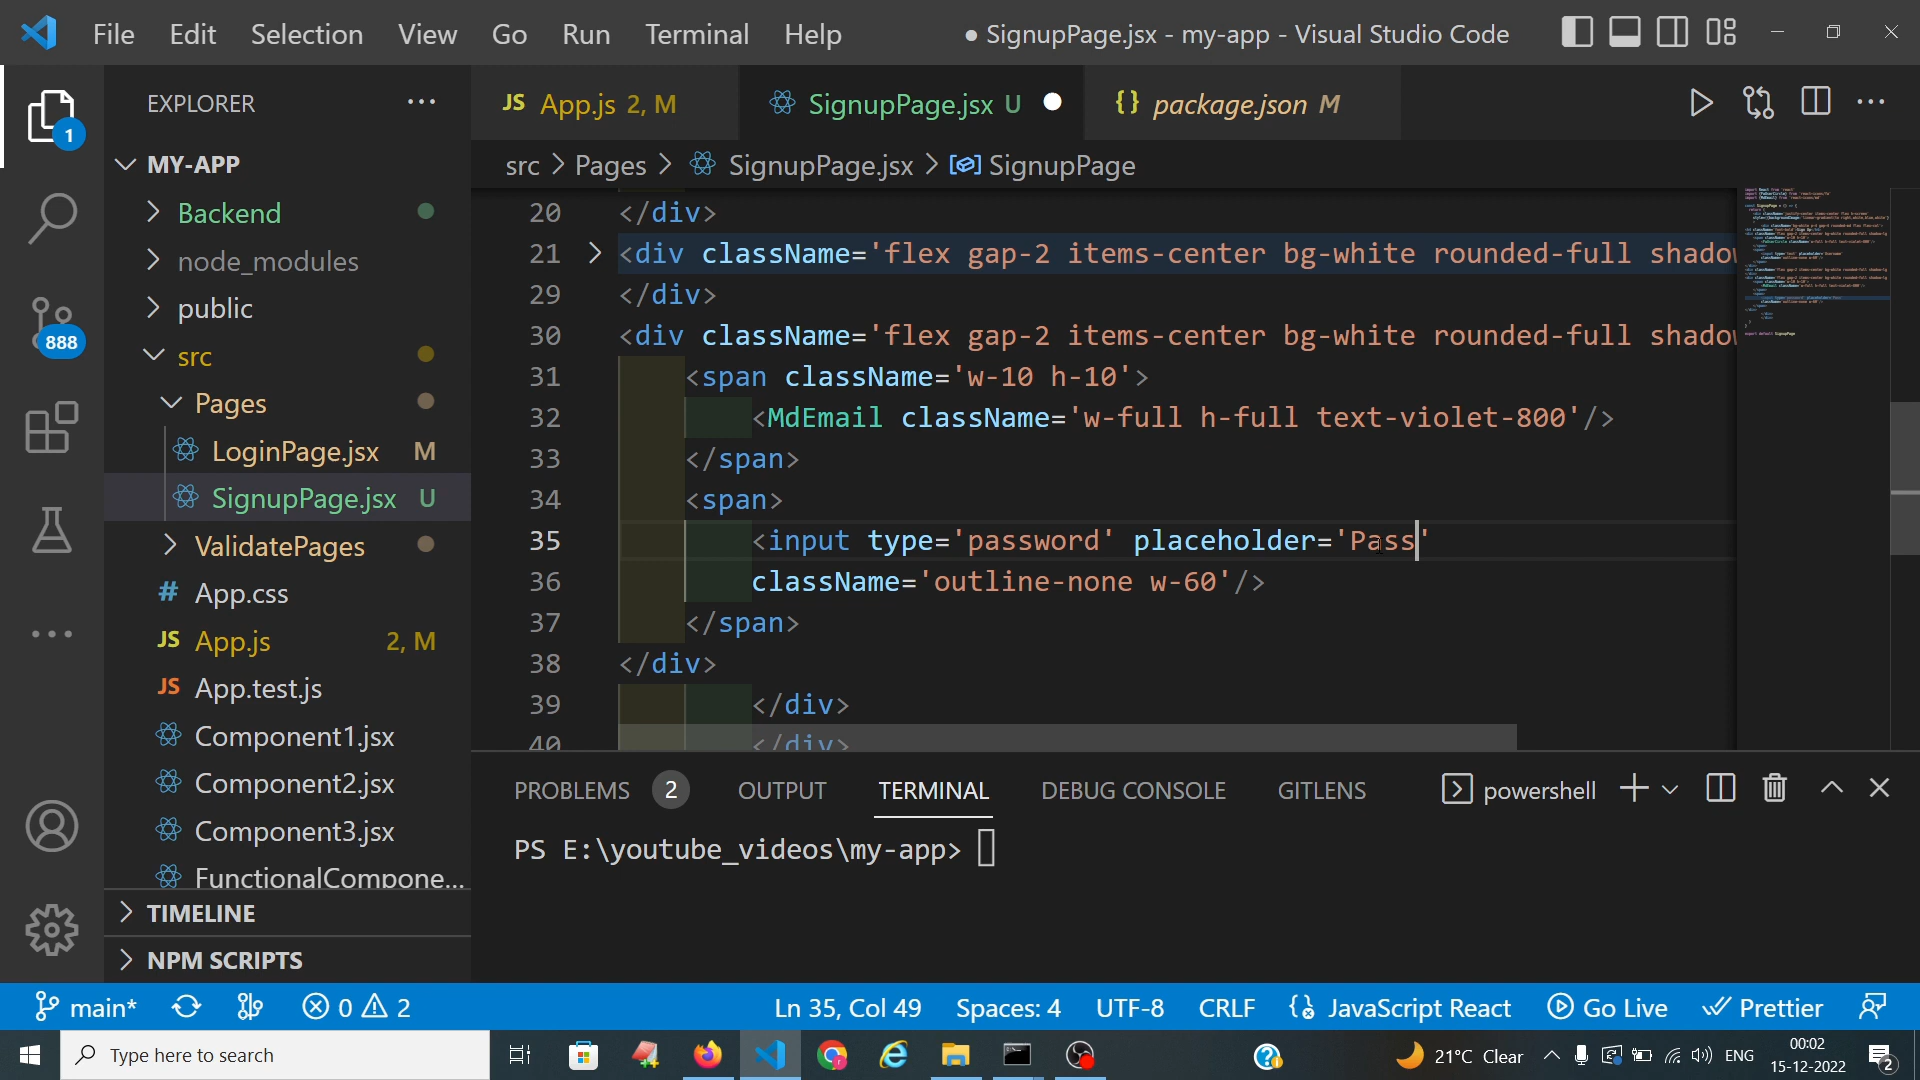 File Edit Selection View Go Run Terminal Help
● SignupPage.jsx - my-app - Visual Studio Code
EXPLORER ...
JS App.js 2, M
SignupPage.jsx U
{} package.json M
1
MY-APP
src > Pages > SignupPage.jsx > SignupPage
Backend
node_modules
public
888
src
Pages
LoginPage.jsx M
SignupPage.jsx U
ValidatePages
# App.css
JS App.js 2, M
JS App.test.js
Component1.jsx
Component2.jsx
Component3.jsx
FunctionalCompone...
TIMELINE
NPM SCRIPTS
20 </div>
21 <div className='flex gap-2 items-center bg-white rounded-full shadow
29 </div>
30 <div className='flex gap-2 items-center bg-white rounded-full shadow
31 <span className='w-10 h-10'>
32 <MdEmail className='w-full h-full text-violet-800'/>
33 </span>
34 <span>
35 <input type='password' placeholder='Pass'
36 className='outline-none w-60'/>
37 </span>
38 </div>
39 </div>
40 </div>
PROBLEMS 2 OUTPUT TERMINAL DEBUG CONSOLE GITLENS
powershell
PS E:\youtube_videos\my-app>
main* 0 2
Ln 35, Col 49 Spaces: 4 UTF-8 CRLF {} JavaScript React Go Live Prettier
Type here to search
21°C Clear ENG
00:02
15-12-2022
2